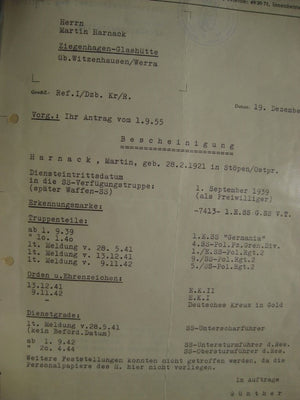 Herrn
Martin Harnack
Ziegenhagen-Glashütte
üb.Witzenhausen/Werra
Ref.I/Dzb. Kr/R.
Datum: 19. Dezembe
Vorg.: Ihr Antrag vom 1.9.55
Bescheinigung
Harnack, Martin, geb. 28.2.1921 in Stöpen/Ostpr.
Diensteintrittsdatum
in die SS-Verfügungstruppe:
(später Waffen-SS)
1. September 1939
(als Freiwilliger)
Erkennungsmarke:
-7413- 1.E.SS G.SS V.T.
Truppenteile:
ab 1. 9.39
1.E.SS "Germania"
" 1o. 1.4o
4.SS-Pol.Pz.Gren.Div.
lt. Meldung v. 28. 5.41
1./E.SS-Pol.Rgt.2
lt. Meldung v. 13.12.41
9./SS-Pol.Rgt.2
lt. Meldung v. 9.11.42
5./SS-Pol.Rgt.2
Orden u.Ehrenzeichen:
13.12.41
E.K.II
9.11.42
E.K.I
Deutsches Kreuz in Gold
Dienstgrade:
lt. Meldung v.28. 5.41
SS-Unterscharführer
(kein Beförd.Datum)
ab 1. 9.42
SS-Untersturmführer d.Res.
" 2o. 4.44
SS-Obersturmführer d.Res.
Weitere Feststellungen konnten nicht getroffen werden, da die
Personalpapiere des H. hier nicht vorliegen.
Im Auftrage
Günther